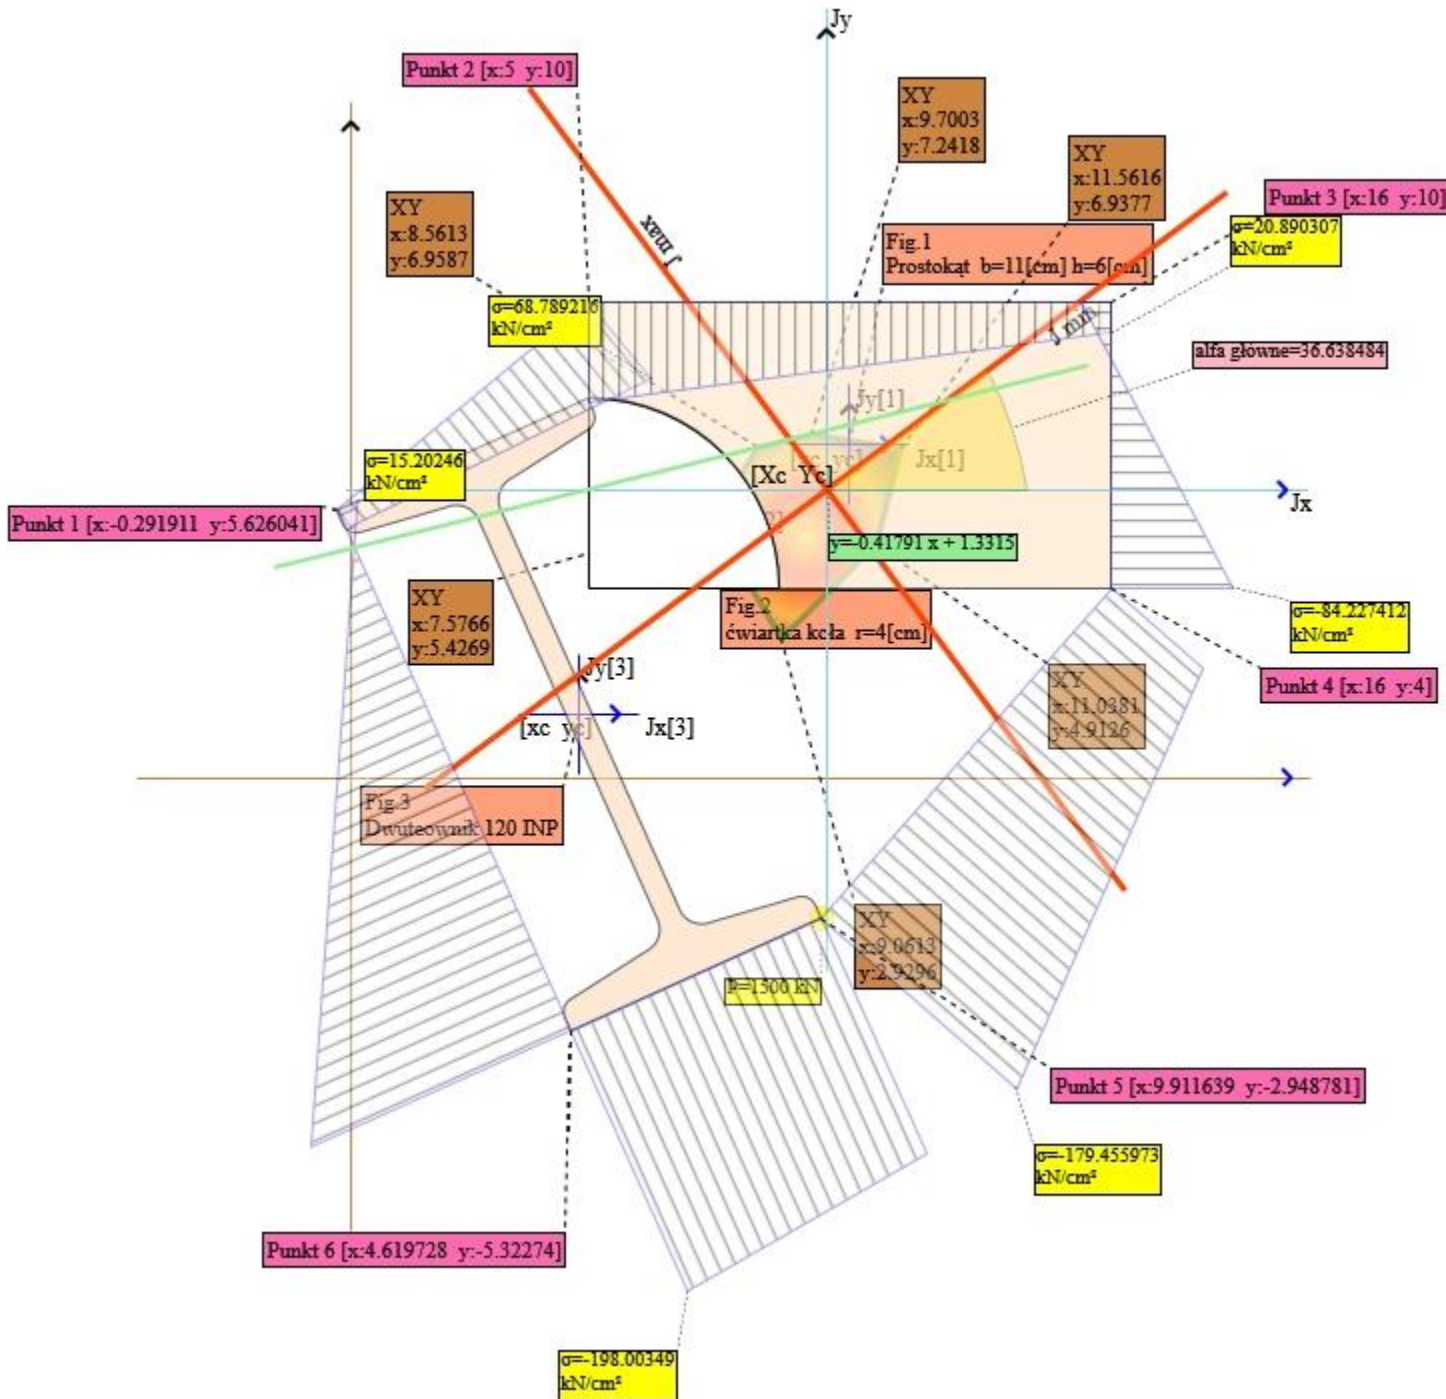 Jy
Punkt 2 [x:5 y:10]
XY
x:9.7003
y:7.2418
XY
x:11.5616
y:6.9377
Punkt 3 [x:16 y:10]
XY
x:8.5613
y:6.9587
J max
σ=20.890307
kN/cm²
Fig.1
Prostokąt b=11[cm] h=6[cm]
σ=68.789216
kN/cm²
J min
alfa główne=36.638484
Jy[1]
[xc yc]
Jx[1]
σ=15.20246
kN/cm²
[Xc Yc]
Jx
Punkt 1 [x:-0.291911 y:5.626041]
y=-0.41791 x + 1.3315
XY
x:7.5766
y:5.4269
Fig.2
ćwiartka koła r=4[cm]
σ=-84.227412
kN/cm²
Jy[3]
Punkt 4 [x:16 y:4]
XY
x:11.0381
y:4.9126
[xc yc]
Jx[3]
Fig.3
Dwuteownik 120 INP
XY
x:9.0613
y:2.9296
P=1500 kN
Punkt 5 [x:9.911639 y:-2.948781]
σ=-179.455973
kN/cm²
Punkt 6 [x:4.619728 y:-5.32274]
σ=-198.00349
kN/cm²